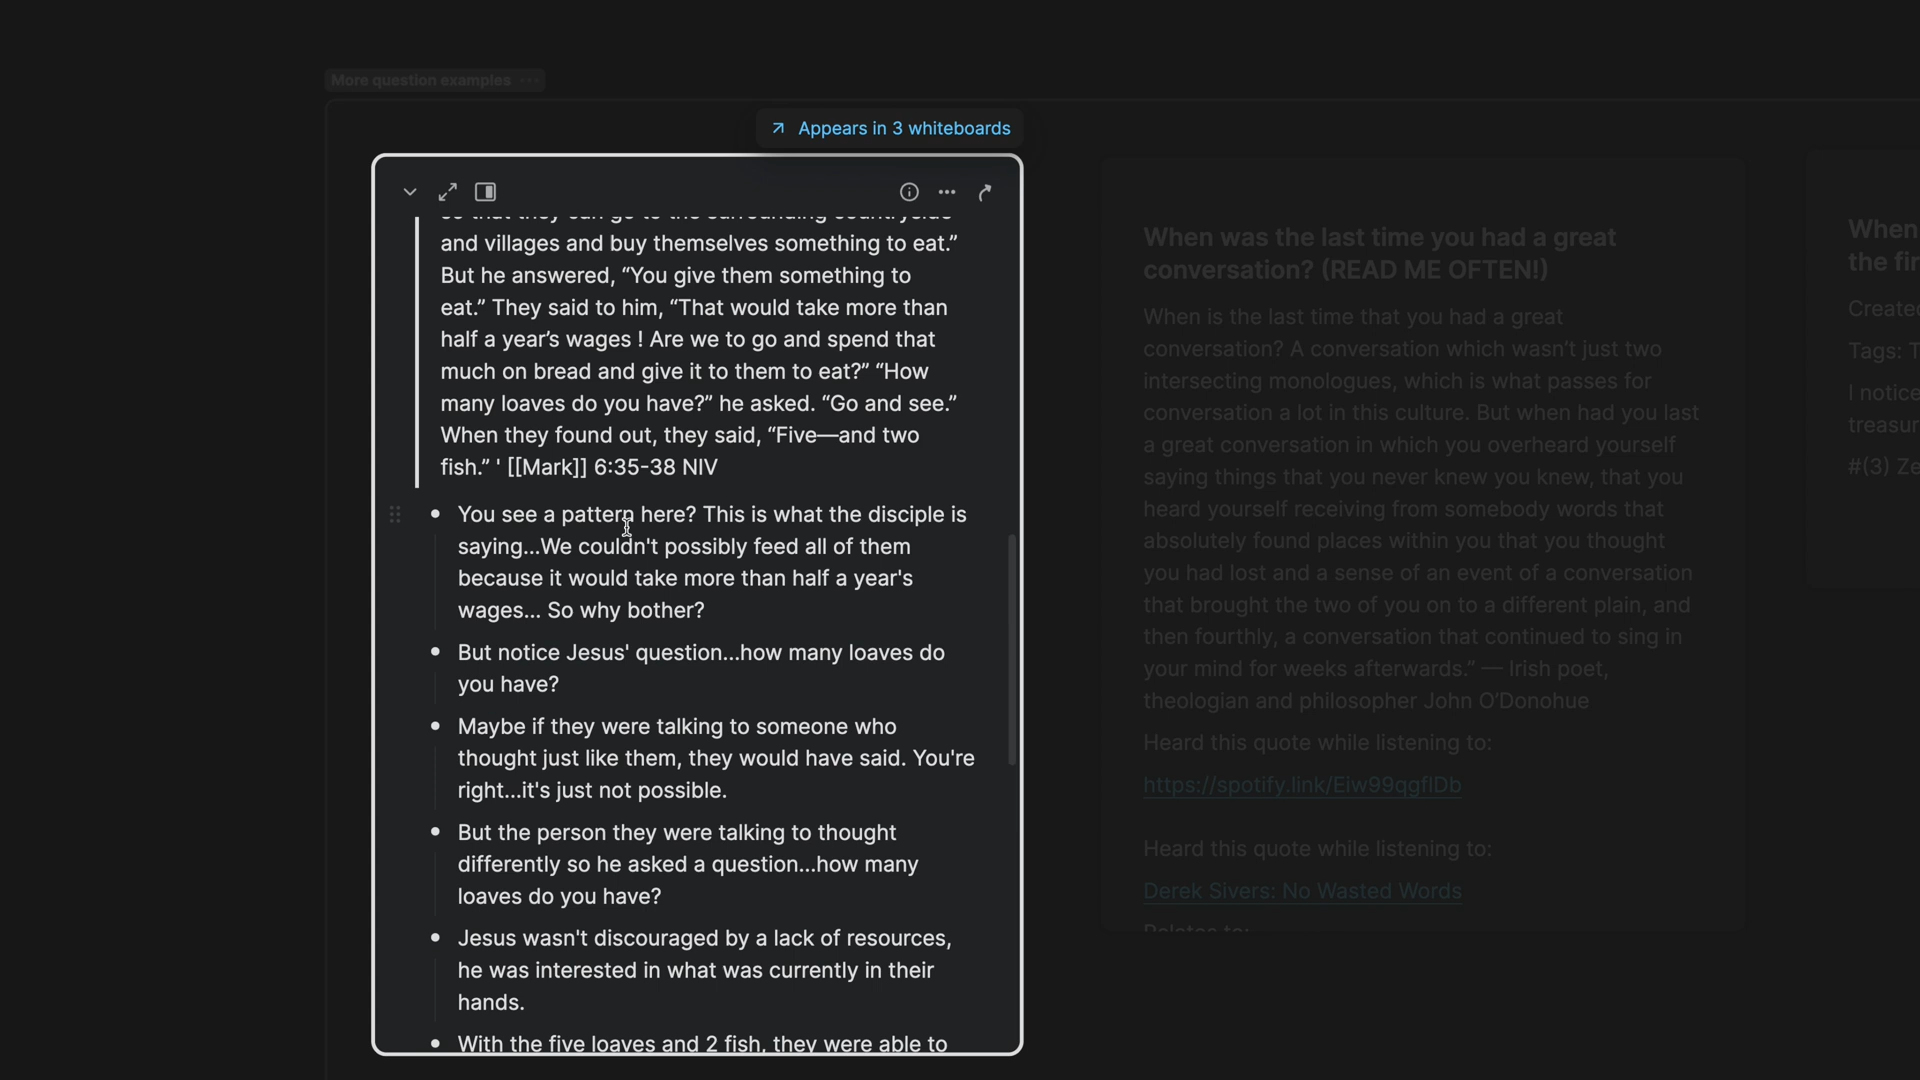 More question examples ···
Appears in 3 whiteboards
so that they can go to the surrounding countryside
and villages and buy themselves something to eat.”
But he answered, “You give them something to
eat.” They said to him, “That would take more than
half a year’s wages ! Are we to go and spend that
much on bread and give it to them to eat?” “How
many loaves do you have?” he asked. “Go and see.”
When they found out, they said, “Five—and two
fish.” ' [[Mark]] 6:35-38 NIV
You see a pattern here? This is what the disciple is
saying...We couldn't possibly feed all of them
because it would take more than half a year's
wages... So why bother?
But notice Jesus' question...how many loaves do
you have?
Maybe if they were talking to someone who
thought just like them, they would have said. You're
right...it's just not possible.
But the person they were talking to thought
differently so he asked a question...how many
loaves do you have?
Jesus wasn't discouraged by a lack of resources,
he was interested in what was currently in their
hands.
With the five loaves and 2 fish, they were able to
When was the last time you had a great
conversation? (READ ME OFTEN!)
When is the last time that you had a great
conversation? A conversation which wasn’t just two
intersecting monologues, which is what passes for
conversation a lot in this culture. But when had you last
a great conversation in which you overheard yourself
saying things that you never knew you knew, that you
heard yourself receiving from somebody words that
absolutely found places within you that you thought
you had lost and a sense of an event of a conversation
that brought the two of you on to a different plain, and
then fourthly, a conversation that continued to sing in
your mind for weeks afterwards.” — Irish poet,
theologian and philosopher John O’Donohue
Heard this quote while listening to:
https://spotify.link/Eiw99qgflDb
Heard this quote while listening to:
Derek Sivers: No Wasted Words
Relates to:
When
the fir
Created
Tags: T
I notice
treasur
#(3) Ze